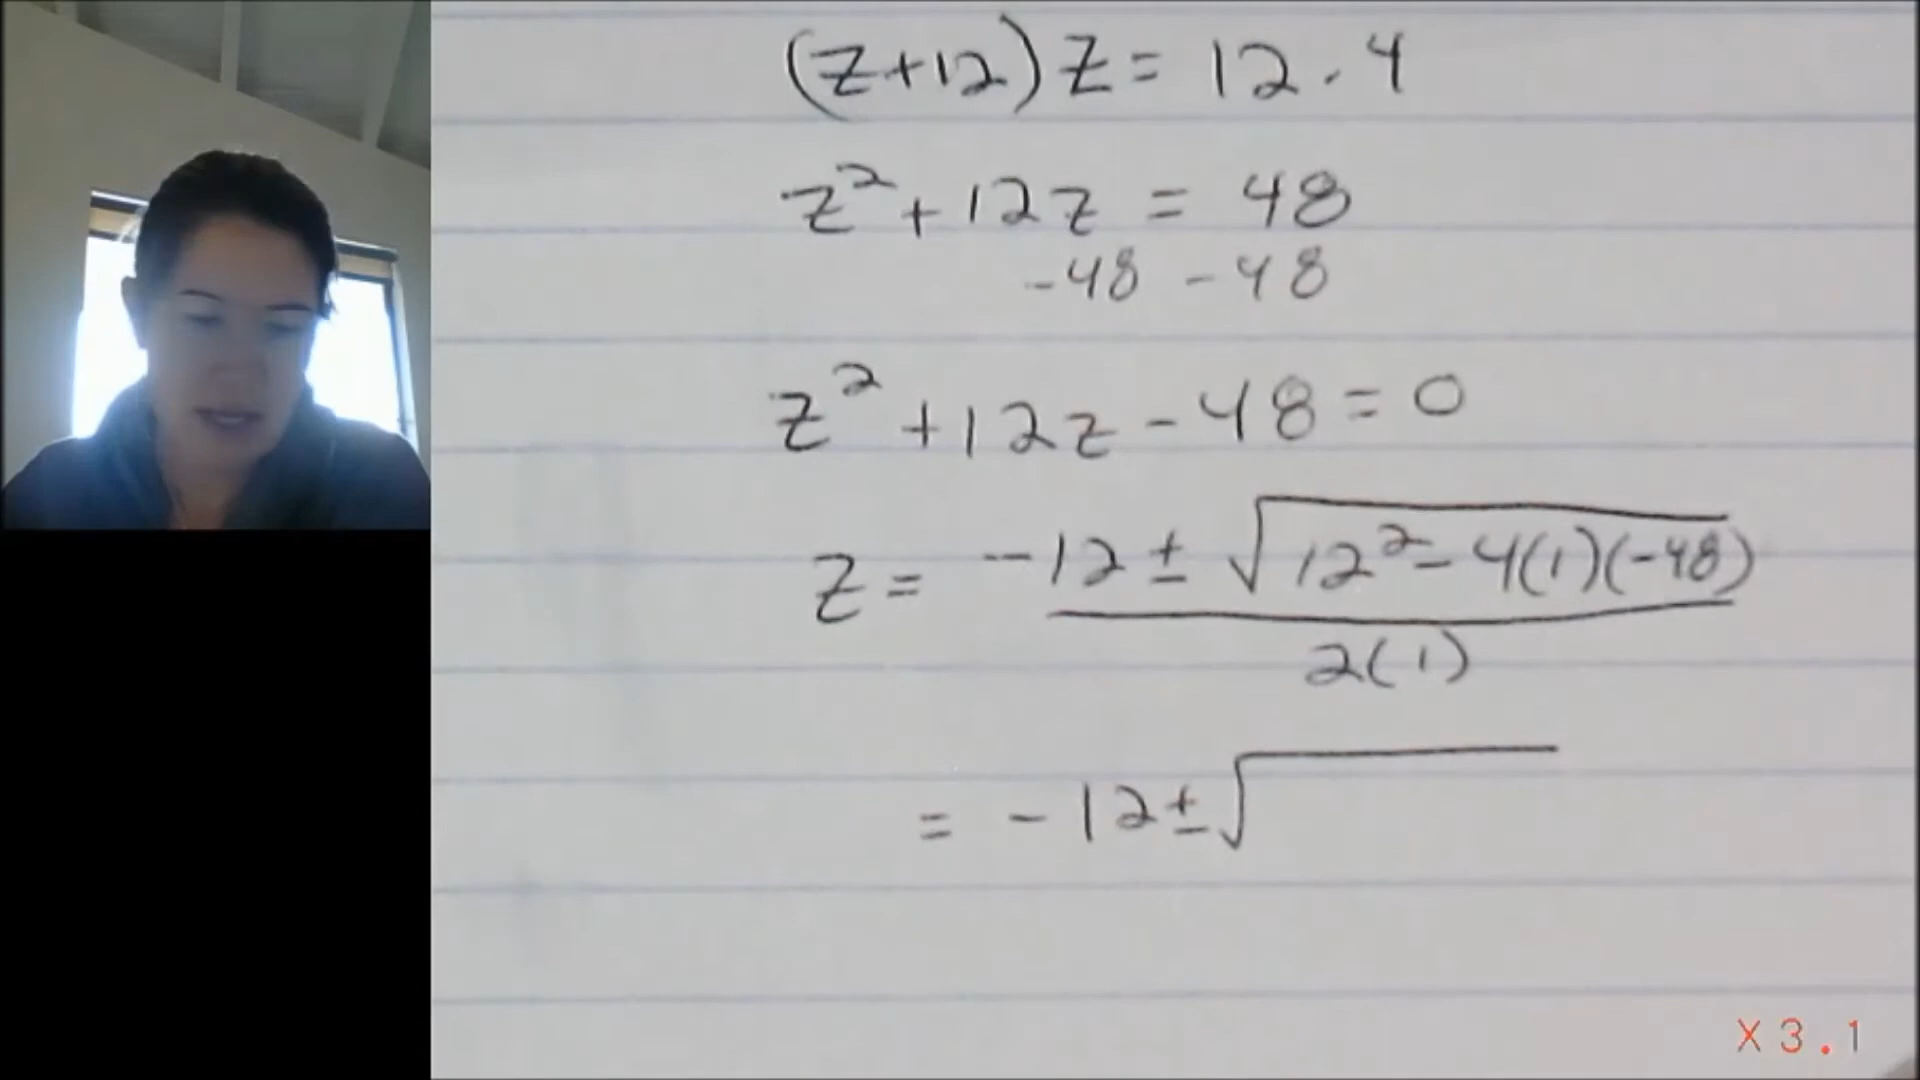 (z+12)z = 12 · 4
z² + 12z = 48
-48 -48
z² + 12z - 48 = 0
z = -12 ± √12² - 4(1)(-48)
2(1)
= -12 ± √
X3.1